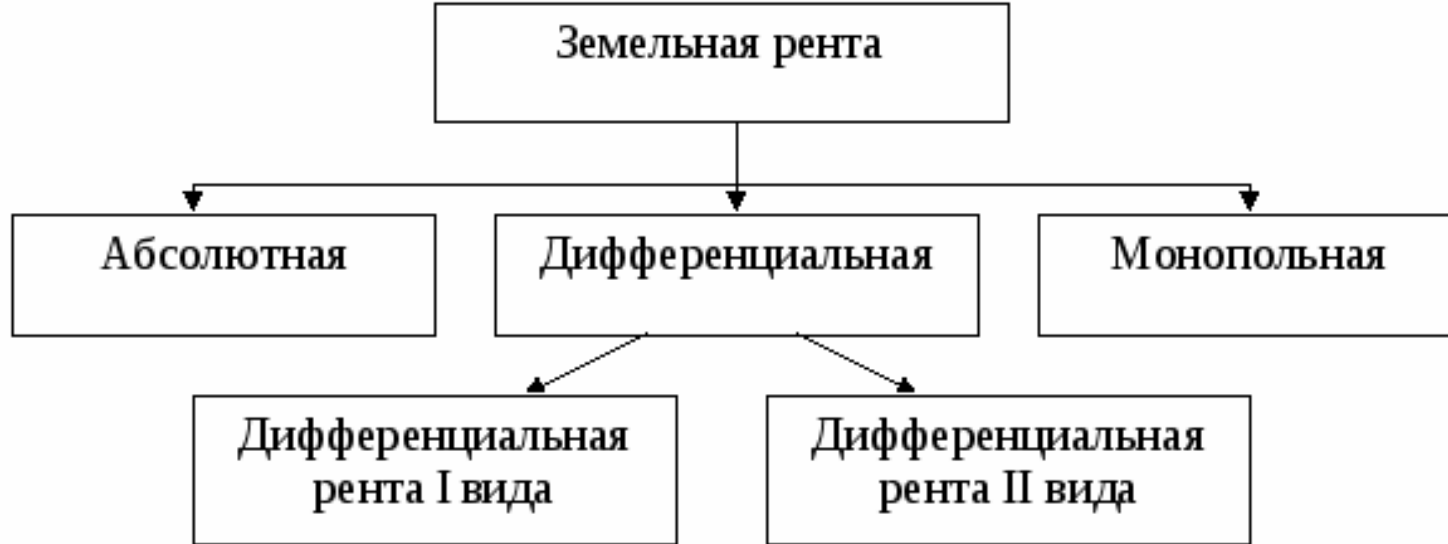 Земельная рента
Абсолютная
Дифференциальная
Монопольная
Дифференциальная
рента I вида
Дифференциальная
рента II вида